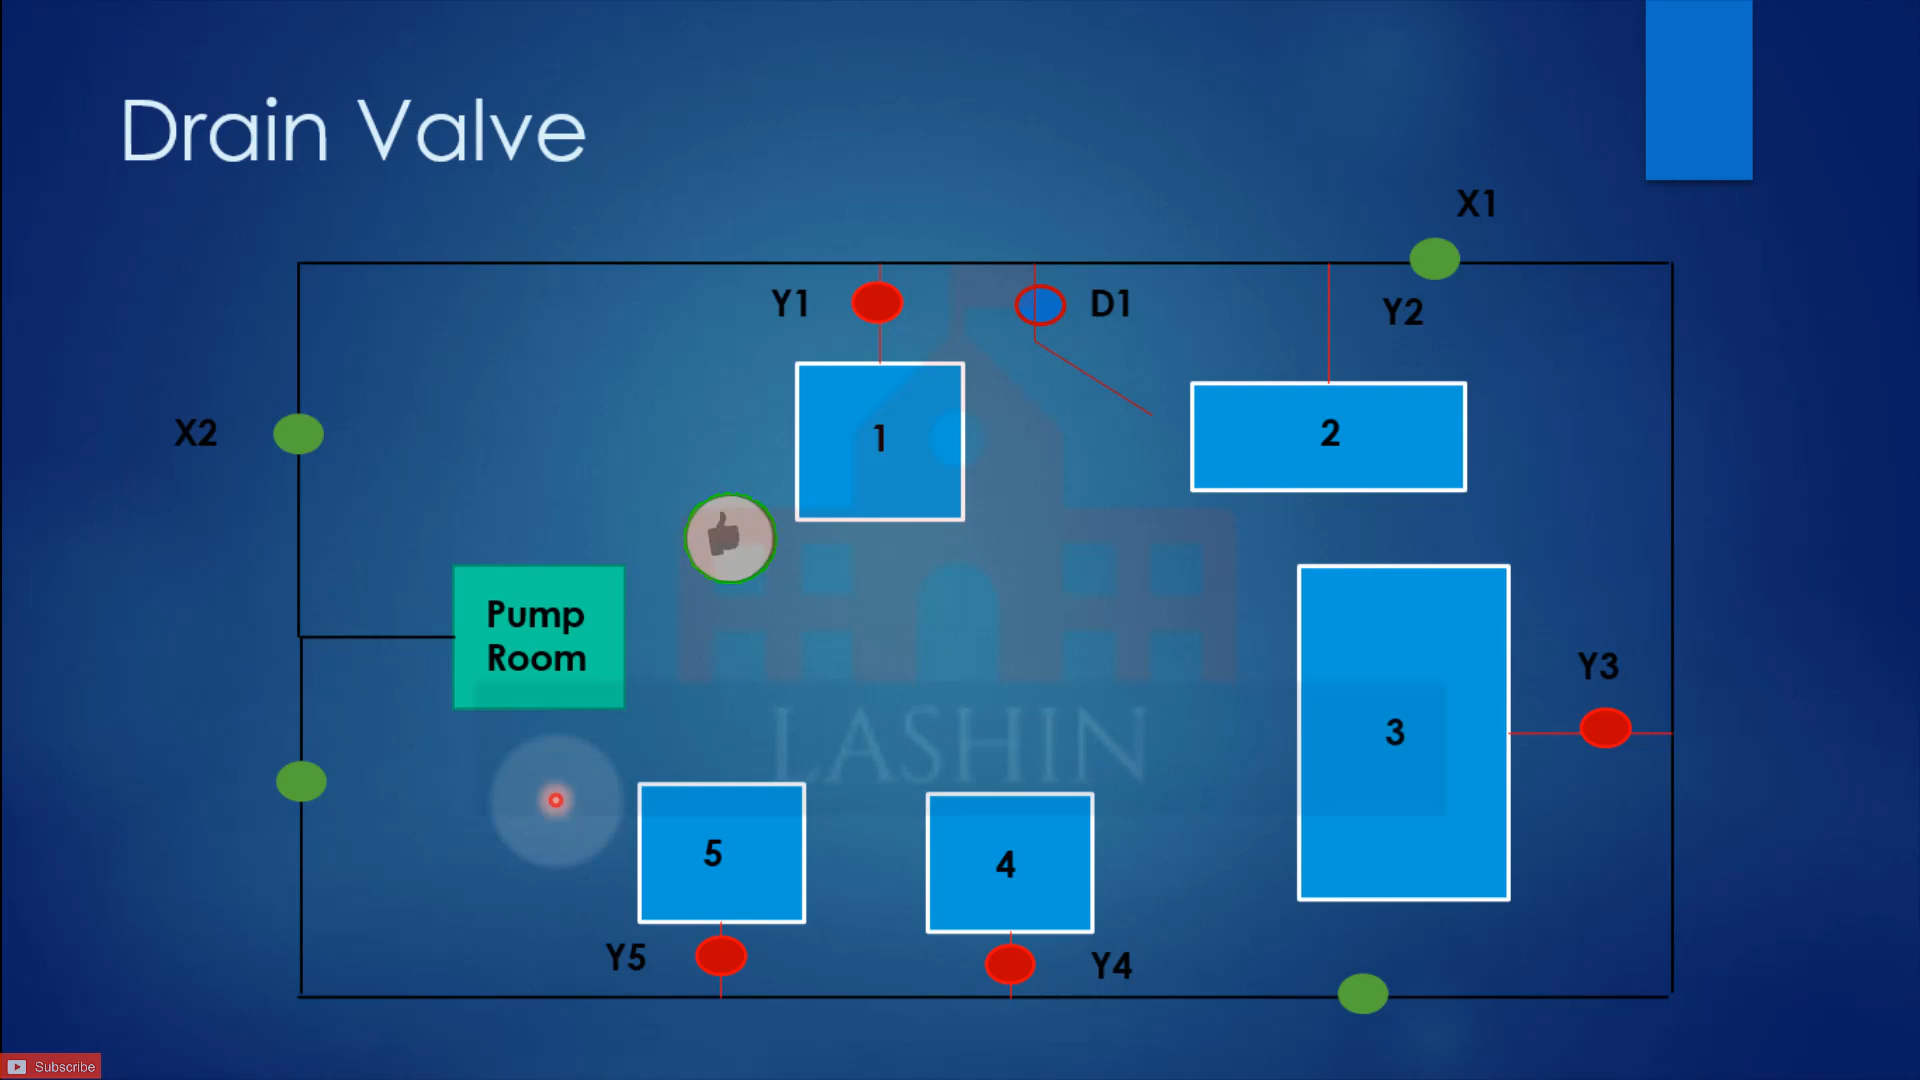 Drain Valve
X1
Y1
D1
Y2
X2
1
2
Pump
Room
Y3
3
LASHIN
5
4
Y5
Y4
Subscribe